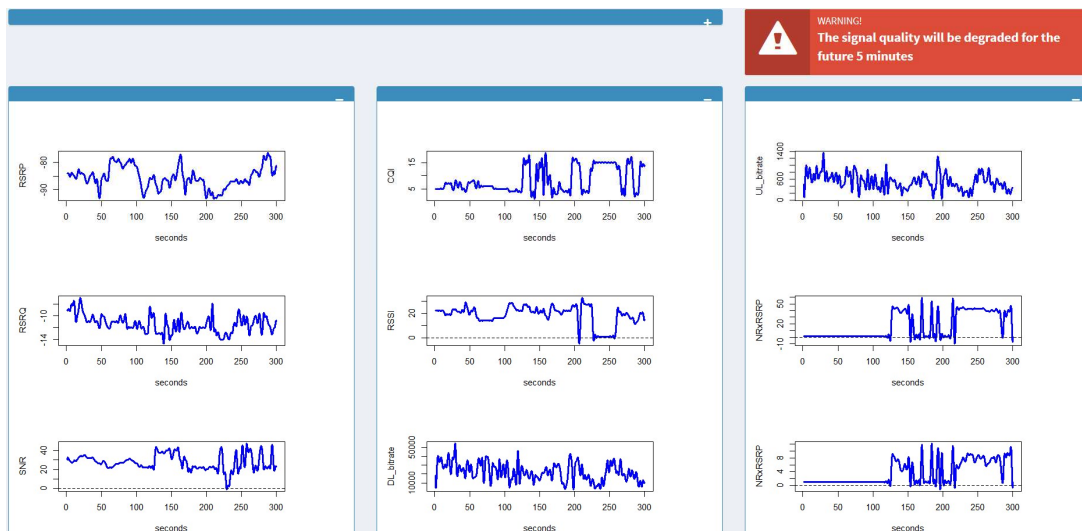 +
WARNING!
The signal quality will be degraded for the
future 5 minutes
−
−
−
RSRP
-80
-90
0 50 100 150 200 250 300
seconds
CQI
15
5
0 50 100 150 200 250 300
seconds
UL_bitrate
1400
600
0
0 50 100 150 200 250 300
seconds
RSRQ
-10
-14
0 50 100 150 200 250 300
seconds
RSSI
20
0
0 50 100 150 200 250 300
seconds
NRxRSRP
50
20
-10
0 50 100 150 200 250 300
seconds
SNR
40
20
0
0 50 100 150 200 250 300
seconds
DL_bitrate
50000
10000
0 50 100 150 200 250 300
seconds
NRxRSRP
8
4
0
0 50 100 150 200 250 300
seconds